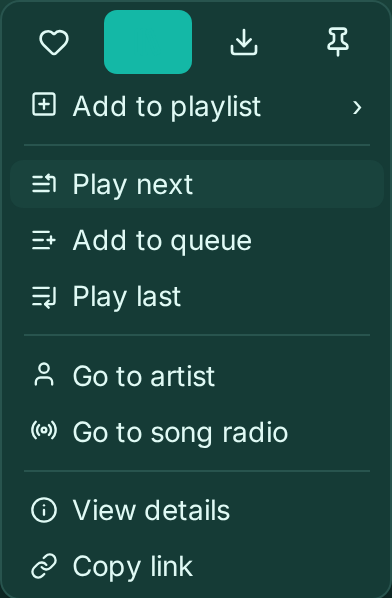 Add to playlist
Play next
Add to queue
Play last
Go to artist
Go to song radio
View details
Copy link